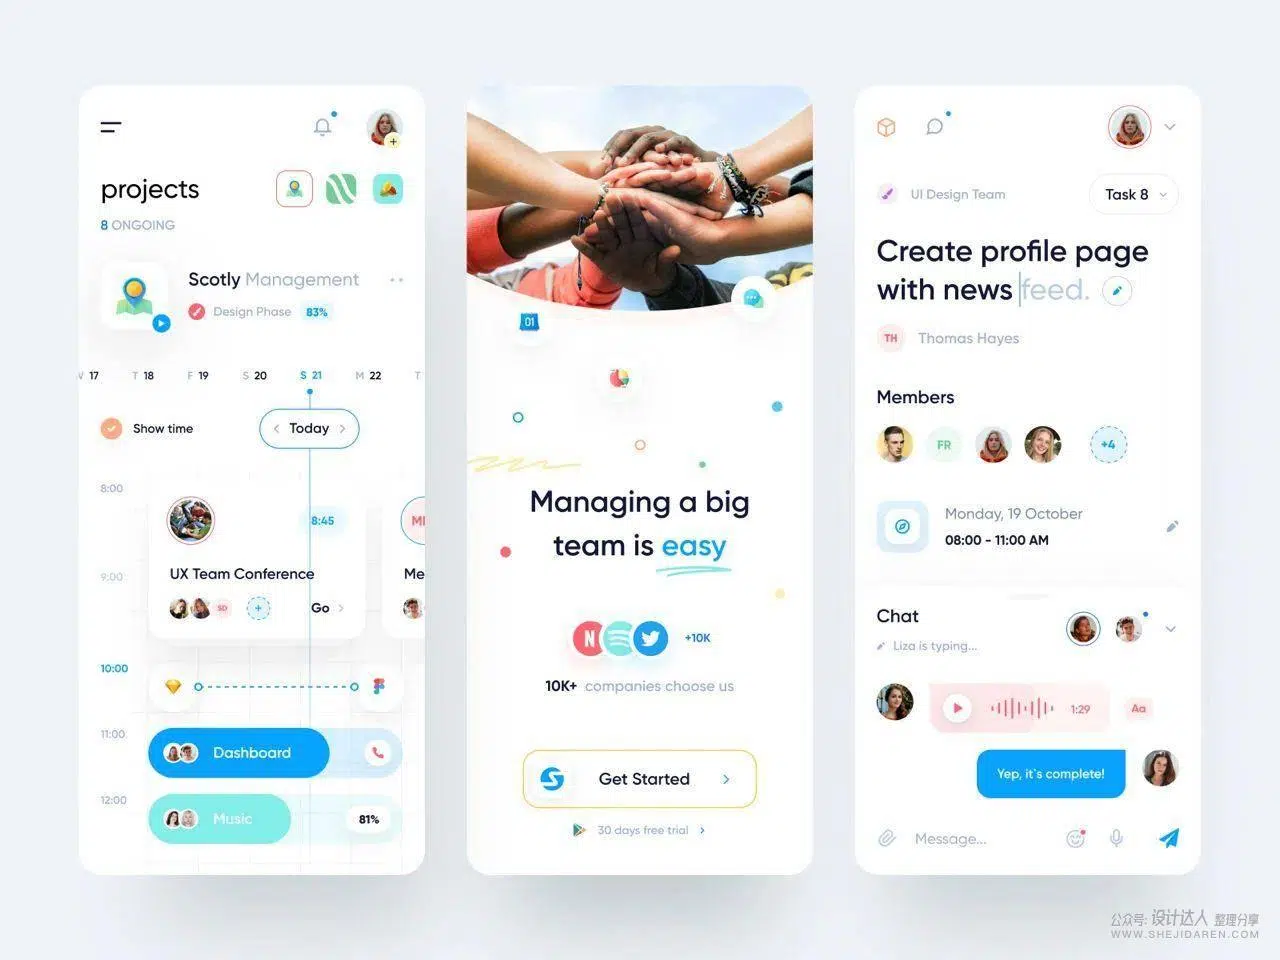 projects
8 ONGOING
Scotly Management
Design Phase 83%
17 T 18 F 19 S 20 S 21 M 22 T
Show time
Today
8:00
8:45
9:00
UX Team Conference
SD
+
Go
Me
10:00
11:00
Dashboard
12:00
Music
81%
01
Managing a big
team is easy
N
+10K
10K+ companies choose us
Get Started
30 days free trial
UI Design Team
Task 8
Create profile page
with news feed.
TH Thomas Hayes
Members
FR
+4
Monday, 19 October
08:00 - 11:00 AM
Chat
Liza is typing...
1:29
Aa
Yep, it`s complete!
Message...
公众号: 设计达人 整理分享
WWW.SHEJIDAREN.COM